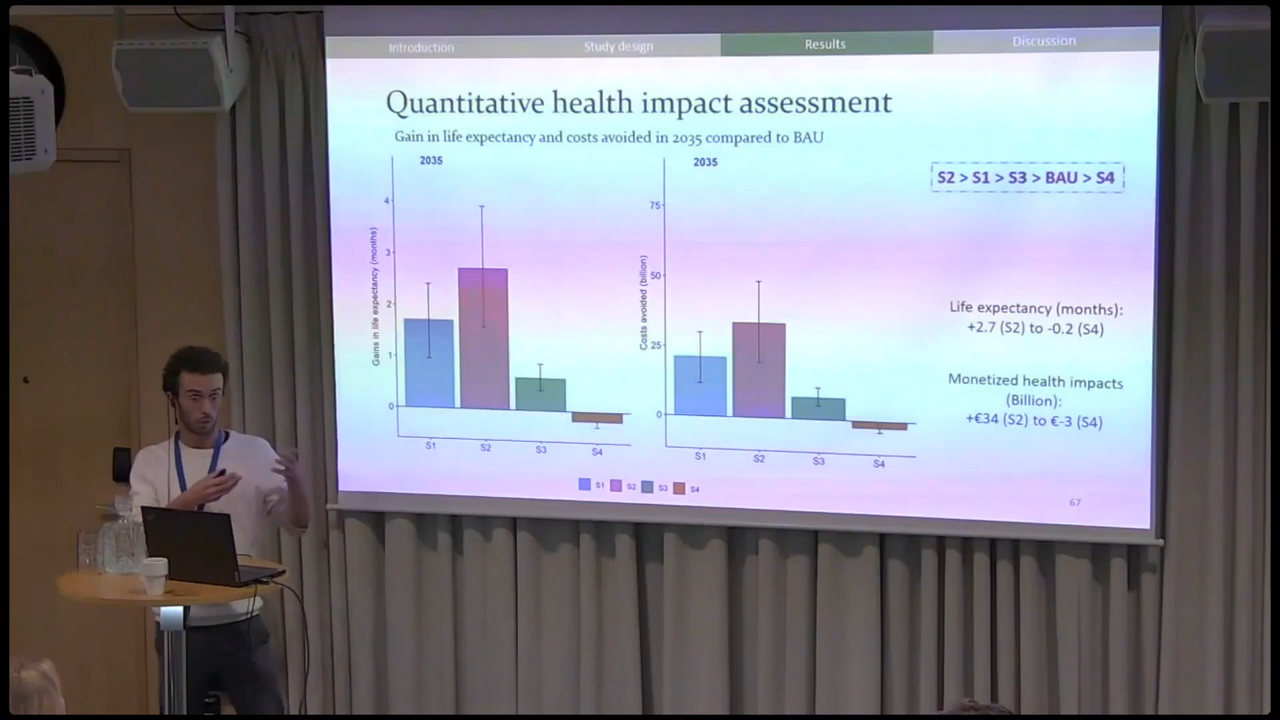 Introduction
Study design
Results
Discussion
Quantitative health impact assessment
Gain in life expectancy and costs avoided in 2035 compared to BAU
2035
4
3
2
1
0
Gains in life expectancy (months)
S1
S2
S3
S4
2035
75
50
25
0
Costs avoided (billion)
S1
S2
S3
S4
S1 S2 S3 S4
S2 > S1 > S3 > BAU > S4
Life expectancy (months):
+2.7 (S2) to -0.2 (S4)
Monetized health impacts
(Billion):
+€34 (S2) to €-3 (S4)
67